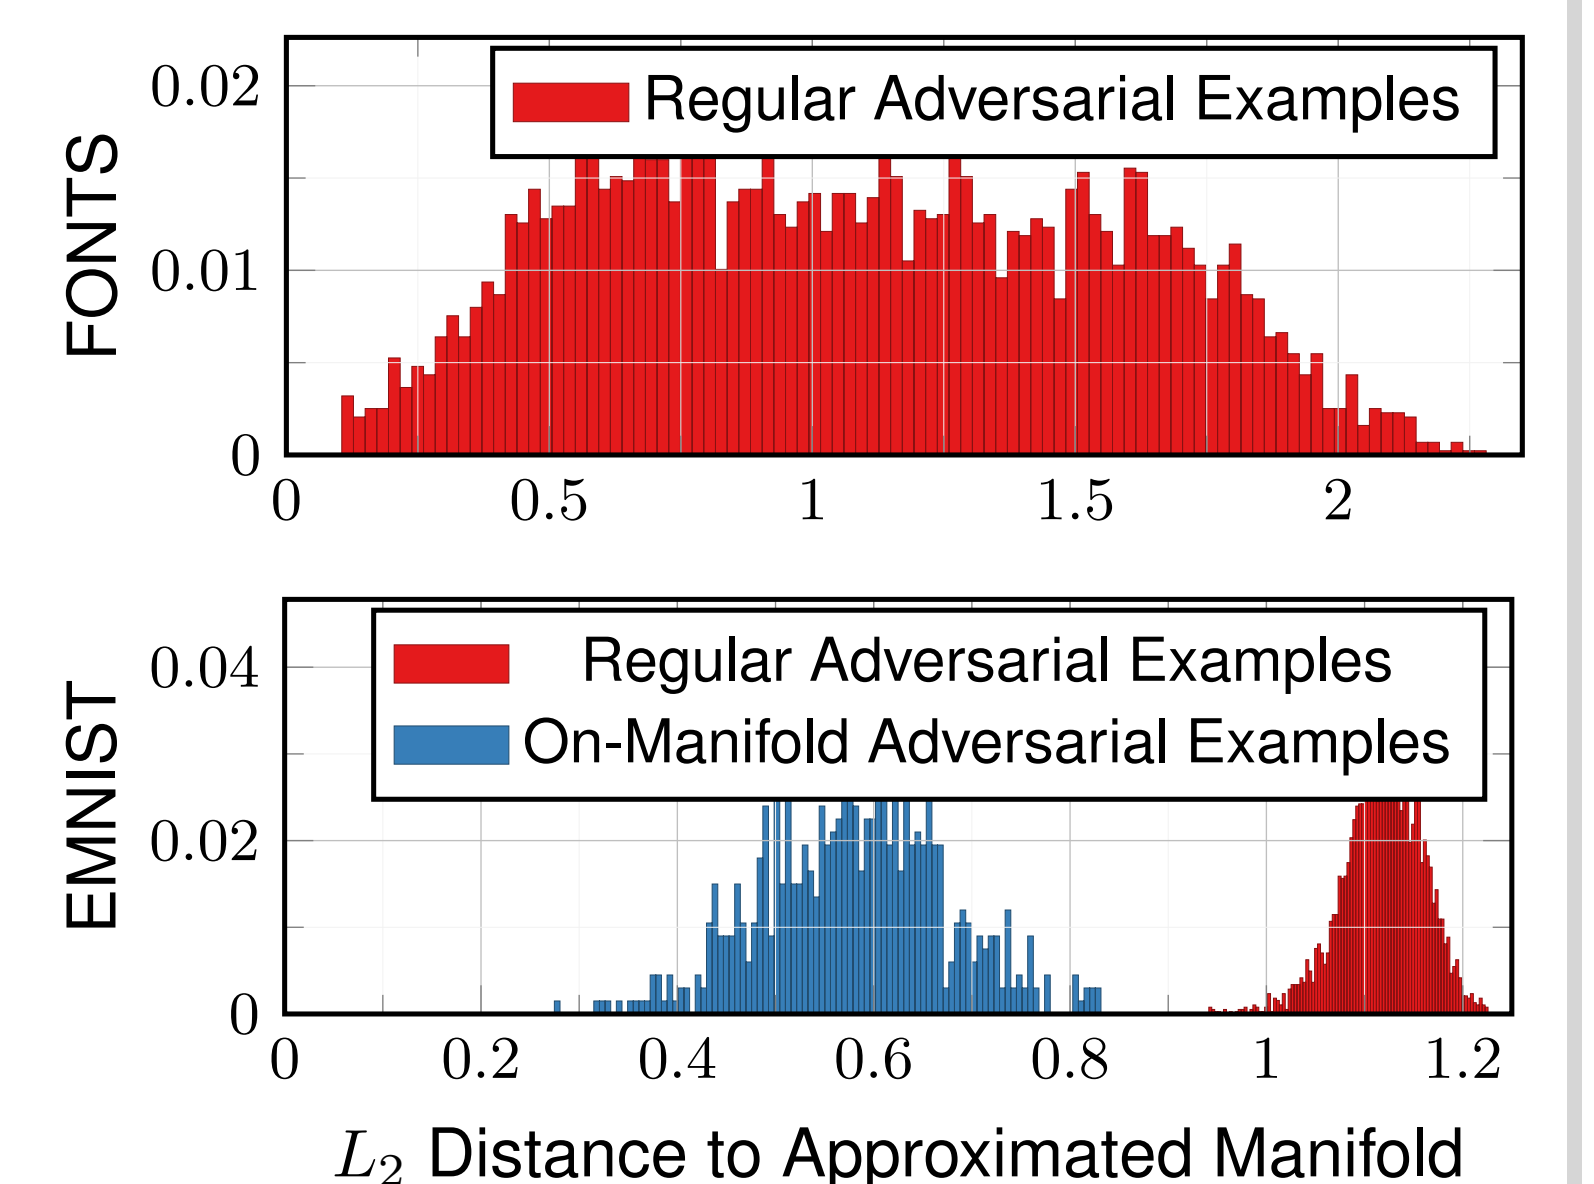 FONTS
0.02
0.01
0
Regular Adversarial Examples
0 0.5 1 1.5 2
EMNIST
0.04
0.02
0
Regular Adversarial Examples
On-Manifold Adversarial Examples
0 0.2 0.4 0.6 0.8 1 1.2
L₂ Distance to Approximated Manifold